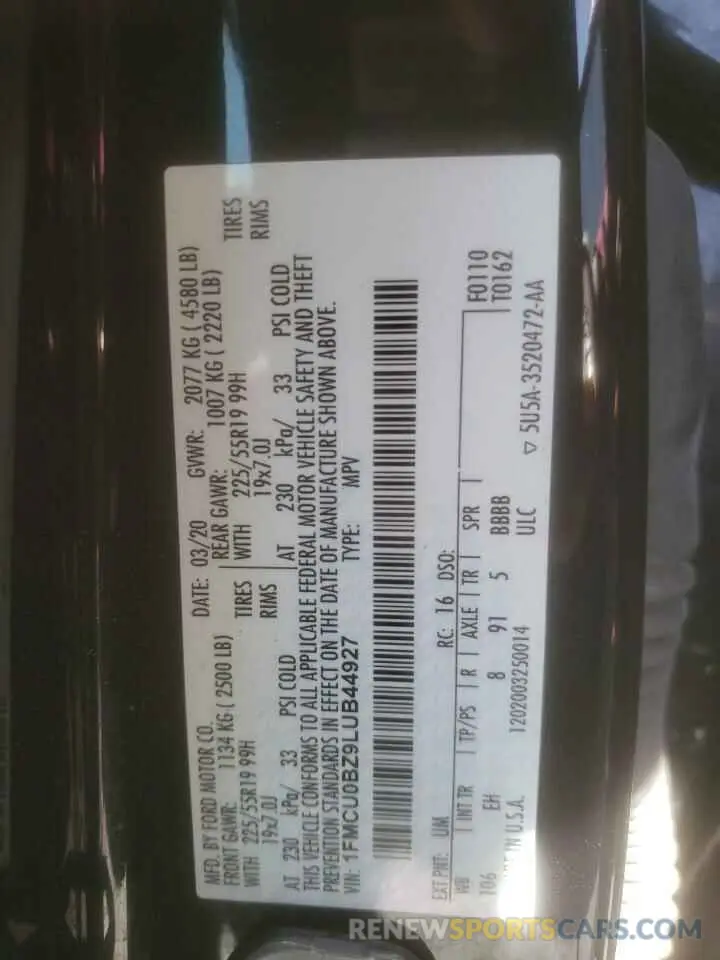 MFD. BY FORD MOTOR CO.
DATE: 03/20 GVWR: 2077 KG ( 4580 LB)
FRONT GAWR: 1134 KG ( 2500 LB) REAR GAWR: 1007 KG ( 2220 LB)
WITH 225/55R19 99H TIRES WITH 225/55R19 99H TIRES
19x7.0J RIMS 19x7.0J RIMS
AT 230 kPa/ 33 PSI COLD AT 230 kPa/ 33 PSI COLD
THIS VEHICLE CONFORMS TO ALL APPLICABLE FEDERAL MOTOR VEHICLE SAFETY AND THEFT
PREVENTION STANDARDS IN EFFECT ON THE DATE OF MANUFACTURE SHOWN ABOVE.
VIN: 1FMCU0BZ9LUB44927 TYPE: MPV
EXT PNT: UM RC: 16 DSO:
WB INT TR TP/PS R AXLE TR SPR F0110
106 EH 8 91 5 BBBB T0162
IN U.S.A. 1202003250014 ULC ▽ 5U5A-3520472-AA
RENEWSPORTSCARS.COM